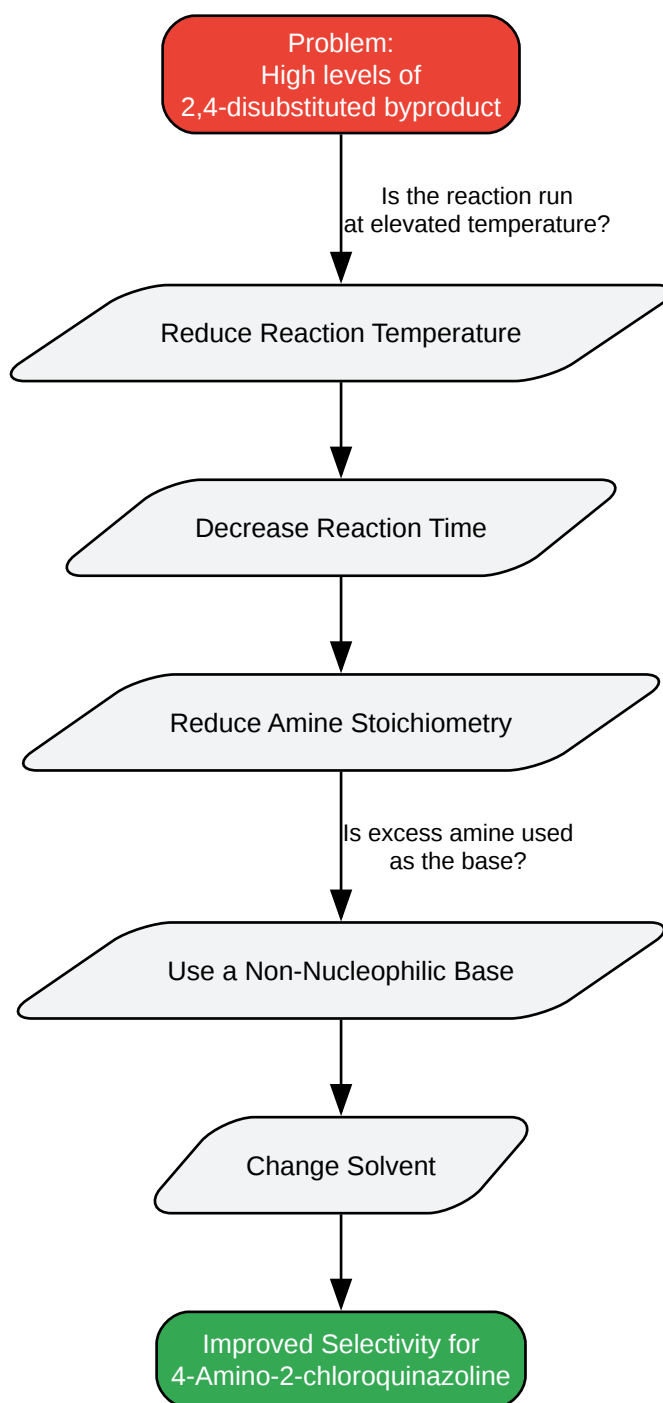 Problem:
High levels of
2,4-disubstituted byproduct
Is the reaction run
at elevated temperature?
Reduce Reaction Temperature
Decrease Reaction Time
Reduce Amine Stoichiometry
Is excess amine used
as the base?
Use a Non-Nucleophilic Base
Change Solvent
Improved Selectivity for
4-Amino-2-chloroquinazoline